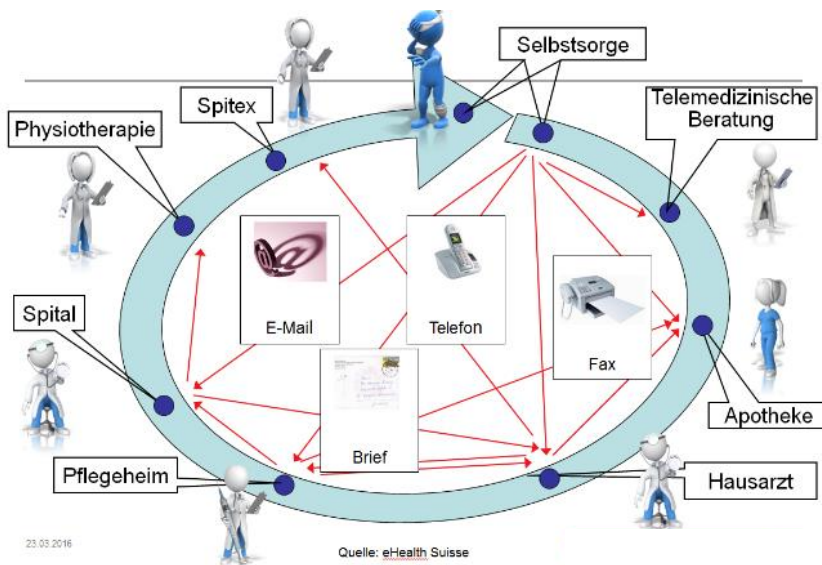 Selbstsorge
Spitex
Telemedizinische
Beratung
Physiotherapie
E-Mail
Telefon
Fax
Spital
Brief
Apotheke
Pflegeheim
Hausarzt
23.03.2016
Quelle: eHealth Suisse